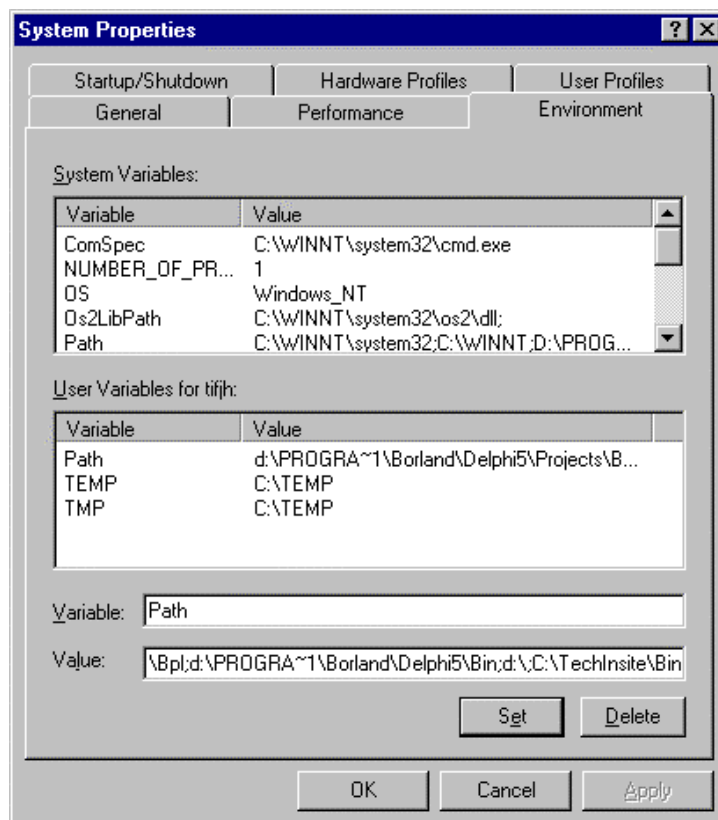 System Properties
Startup/Shutdown Hardware Profiles User Profiles
General Performance Environment
System Variables:
Variable Value
ComSpec C:\WINNT\system32\cmd.exe
NUMBER_OF_PR... 1
OS Windows_NT
Os2LibPath C:\WINNT\system32\os2\dll;
Path C:\WINNT\system32;C:\WINNT;D:\PROG...
User Variables for tifjh:
Variable Value
Path d:\PROGRA~1\Borland\Delphi5\Projects\B...
TEMP C:\TEMP
TMP C:\TEMP
Variable: Path
Value: \Bpl;d:\PROGRA~1\Borland\Delphi5\Bin;d:\;C:\TechInsite\Bin
Set Delete
OK Cancel Apply